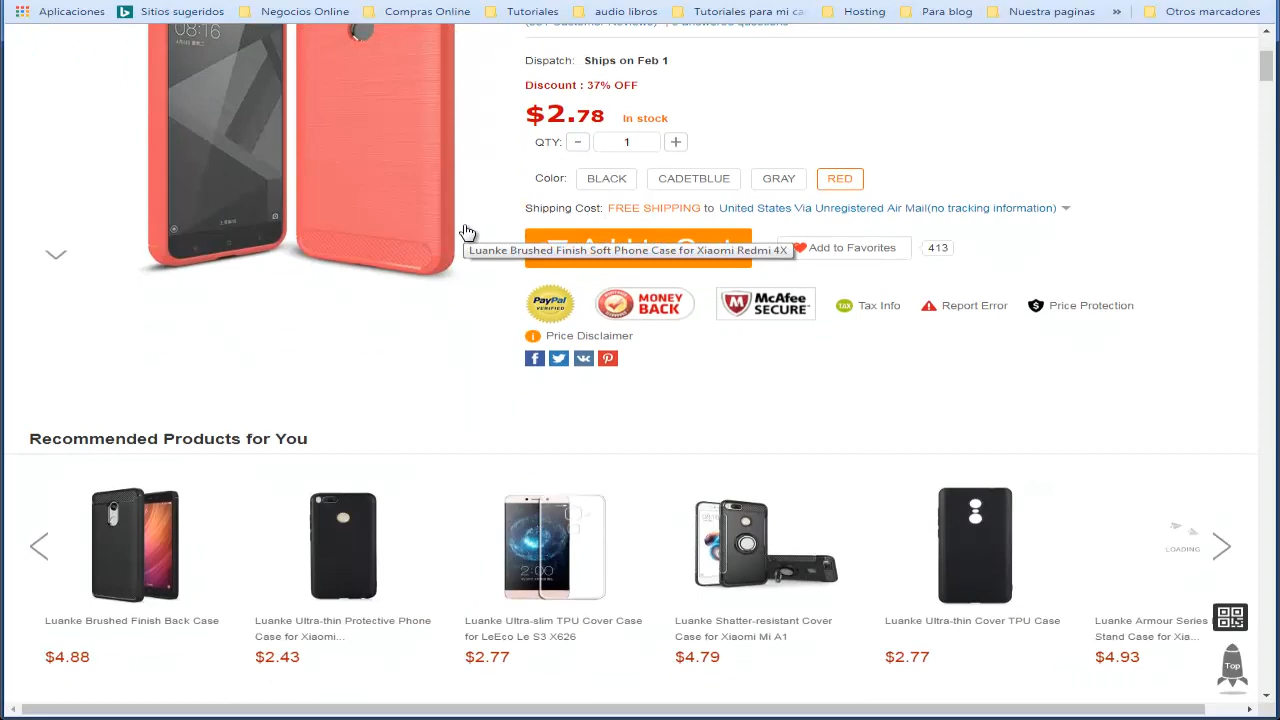 Aplicaciones Sitios sugeridos Negocios Online Compras Online Tutoriales audio libros Tutoriales para mi ca Hosting Para blog Nuestra paginas » Otros marcadores
08:16
Dispatch: Ships on Feb 1
Discount : 37% OFF
$2.78 In stock
QTY: - 1 +
Color: BLACK CADETBLUE GRAY RED
Shipping Cost: FREE SHIPPING to United States Via Unregistered Air Mail(no tracking information)
Luanke Brushed Finish Soft Phone Case for Xiaomi Redmi 4X
Add to Favorites 413
PayPal VERIFIED
MONEY BACK
McAfee SECURE
TAX Tax Info
Report Error
$ Price Protection
Price Disclaimer
Recommended Products for You
2:00
LOADING
Luanke Brushed Finish Back Case
$4.88
Luanke Ultra-thin Protective Phone
Case for Xiaomi...
$2.43
Luanke Ultra-slim TPU Cover Case
for LeEco Le S3 X626
$2.77
Luanke Shatter-resistant Cover
Case for Xiaomi Mi A1
$4.79
Luanke Ultra-thin Cover TPU Case
$2.77
Luanke Armour Series
Stand Case for Xia...
$4.93
Top